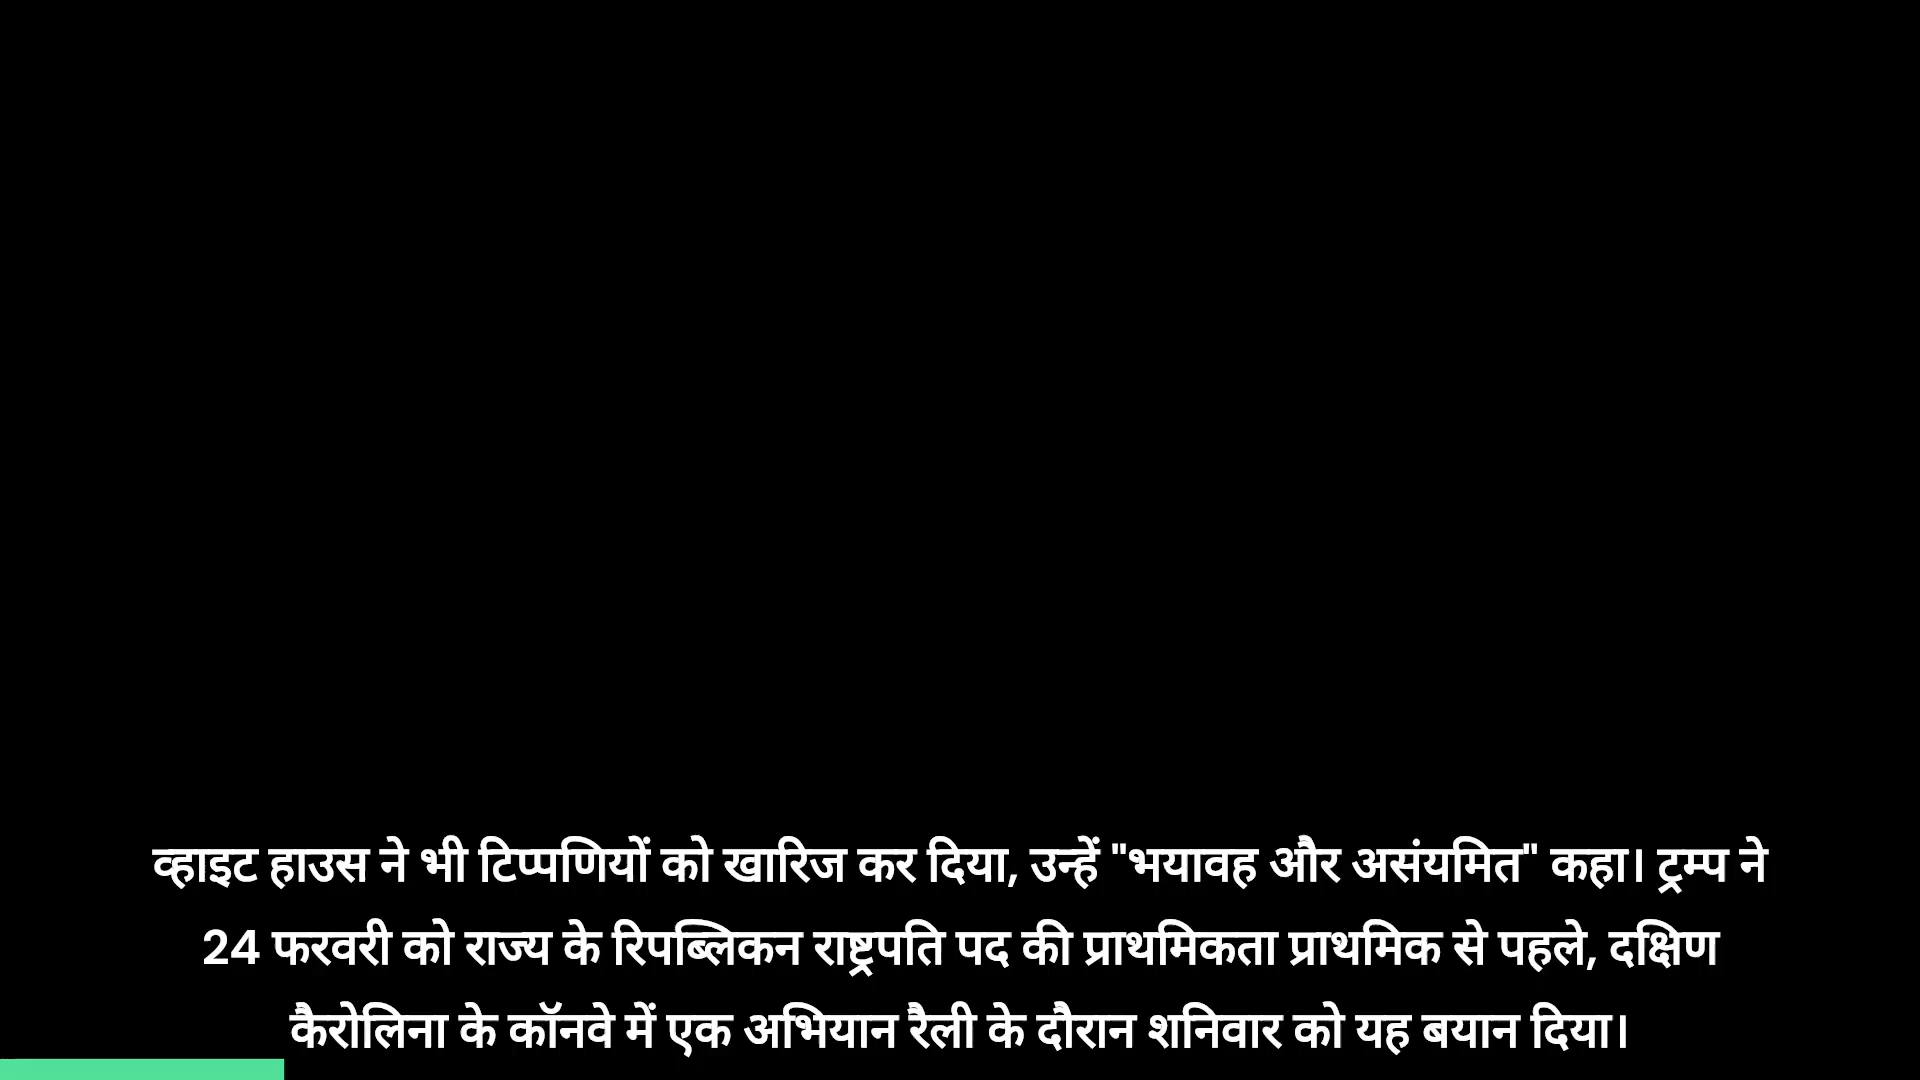 व्हाइट हाउस ने भी टिप्पणियों को खारिज कर दिया, उन्हें "भयावह और असंयमित" कहा। ट्रम्प ने
24 फरवरी को राज्य के रिपब्लिकन राष्ट्रपति पद की प्राथमिकता प्राथमिक से पहले, दक्षिण
कैरोलिना के कॉनवे में एक अभियान रैली के दौरान शनिवार को यह बयान दिया।